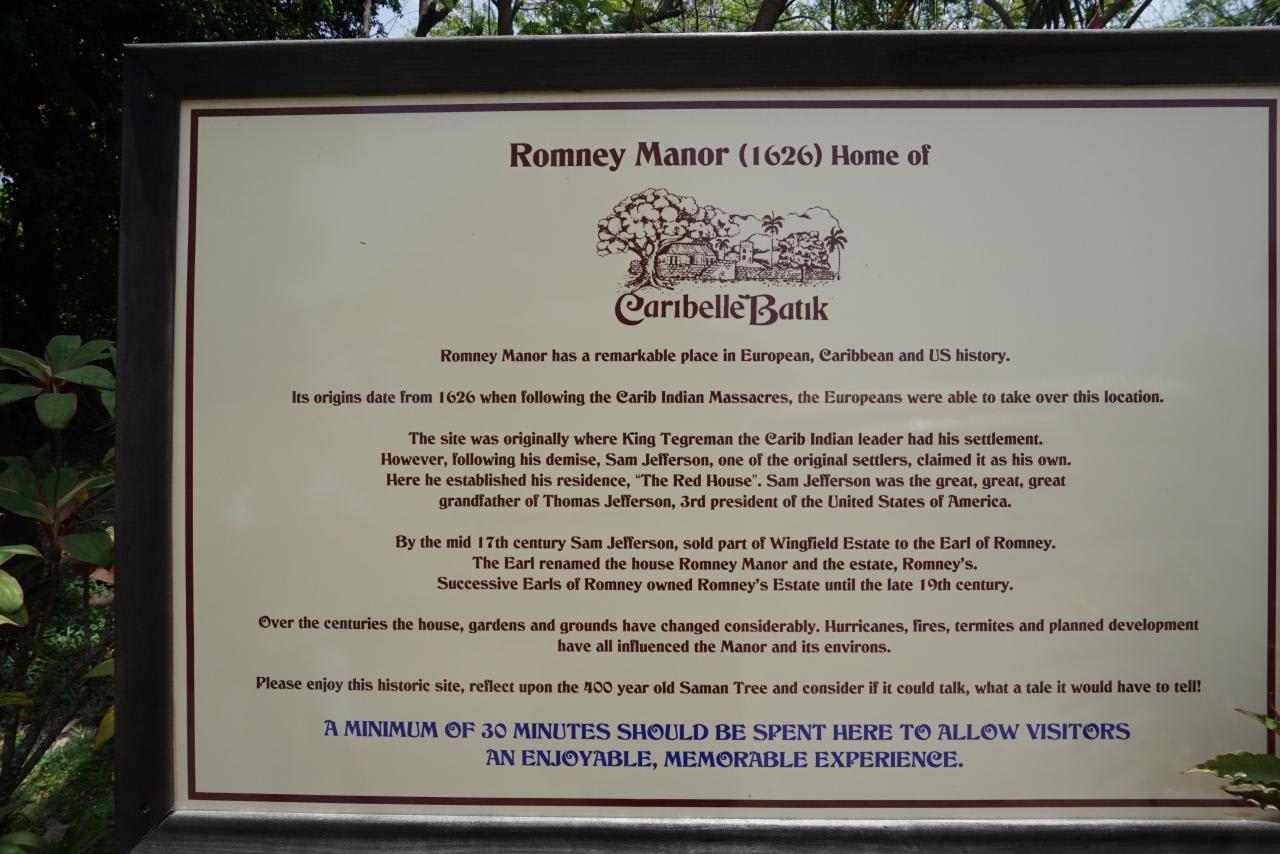 Romney Manor (1626) Home of
Caribelle Batik
Romney Manor has a remarkable place in European, Caribbean and US history.
Its origins date from 1626 when following the Carib Indian Massacres, the Europeans were able to take over this location.
The site was originally where King Tegreman the Carib Indian leader had his settlement.
However, following his demise, Sam Jefferson, one of the original settlers, claimed it as his own.
Here he established his residence, "The Red House". Sam Jefferson was the great, great, great
grandfather of Thomas Jefferson, 3rd president of the United States of America.
By the mid 17th century Sam Jefferson, sold part of Wingfield Estate to the Earl of Romney.
The Earl renamed the house Romney Manor and the estate, Romney's.
Successive Earls of Romney owned Romney's Estate until the late 19th century.
Over the centuries the house, gardens and grounds have changed considerably. Hurricanes, fires, termites and planned development
have all influenced the Manor and its environs.
Please enjoy this historic site, reflect upon the 400 year old Saman Tree and consider if it could talk, what a tale it would have to tell!
A MINIMUM OF 30 MINUTES SHOULD BE SPENT HERE TO ALLOW VISITORS
AN ENJOYABLE, MEMORABLE EXPERIENCE.